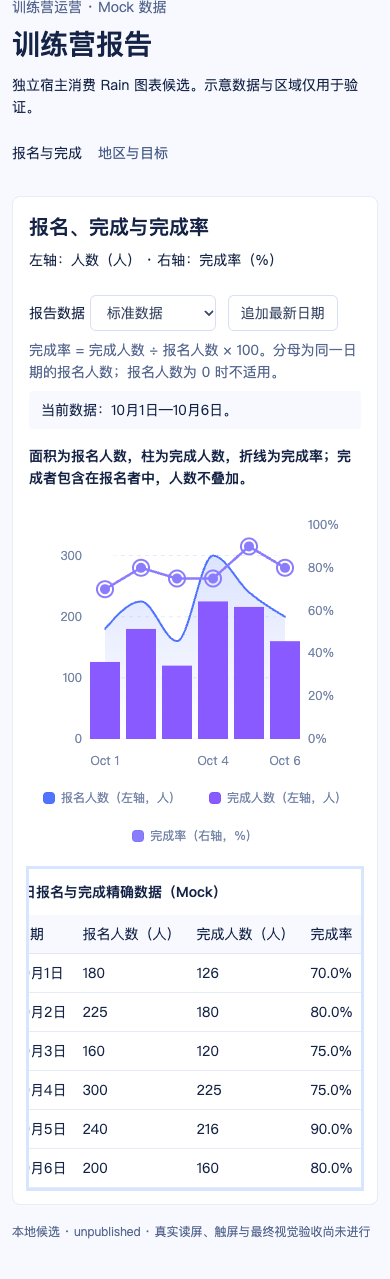 训练营运营 · Mock 数据
训练营报告
独立宿主消费 Rain 图表候选。示意数据与区域仅用于验
证。
报名与完成 地区与目标
报名、完成与完成率
左轴：人数（人） · 右轴：完成率（%）
报告数据 标准数据 追加最新日期
完成率 = 完成人数 ÷ 报名人数 × 100。分母为同一日
期的报名人数；报名人数为 0 时不适用。
当前数据：10月1日—10月6日。
面积为报名人数，柱为完成人数，折线为完成率；完
成者包含在报名者中，人数不叠加。
100%
300 80%
200 60%
40%
100 20%
0 0%
Oct 1 Oct 4 Oct 6
报名人数（左轴，人） 完成人数（左轴，人）
完成率（右轴，%）
日报名与完成精确数据（Mock）
期 报名人数（人） 完成人数（人） 完成率
月1日 180 126 70.0%
月2日 225 180 80.0%
月3日 160 120 75.0%
月4日 300 225 75.0%
月5日 240 216 90.0%
月6日 200 160 80.0%
本地候选 · unpublished · 真实读屏、触屏与最终视觉验收尚未进行